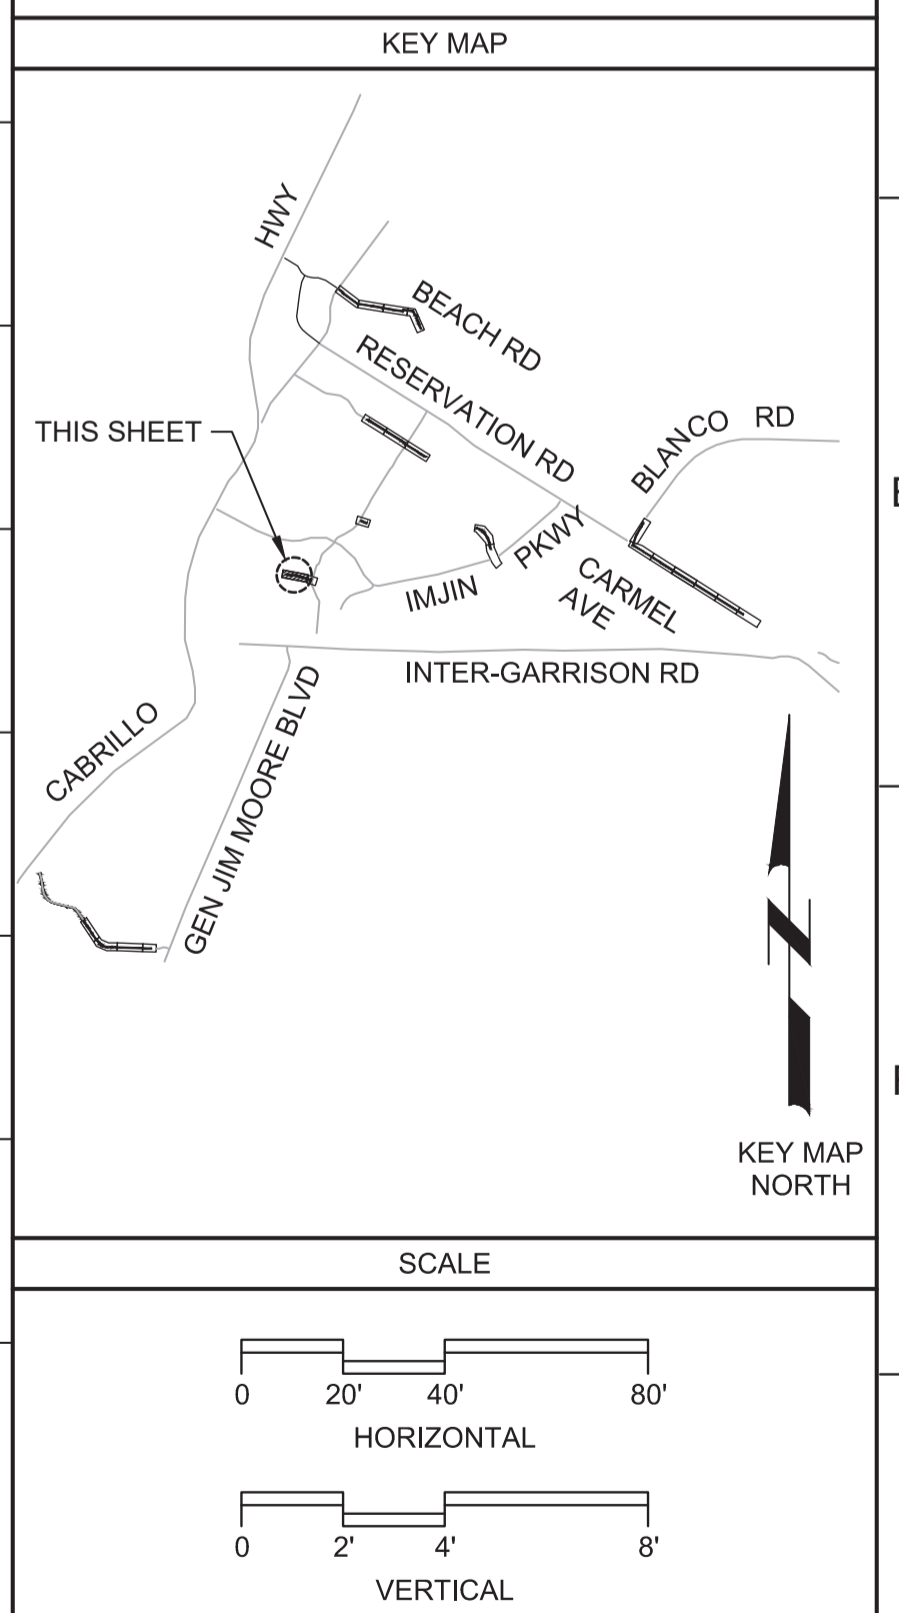 KEY MAP
HWY
BEACH RD
RESERVATION RD
THIS SHEET
BLANCO RD
IMJIN PKWY
CARMEL
AVE
INTER-GARRISON RD
CABRILLO
GEN JIM MOORE BLVD
N
KEY MAP
NORTH
SCALE
0 20' 40' 80'
HORIZONTAL
0 2' 4' 8'
VERTICAL